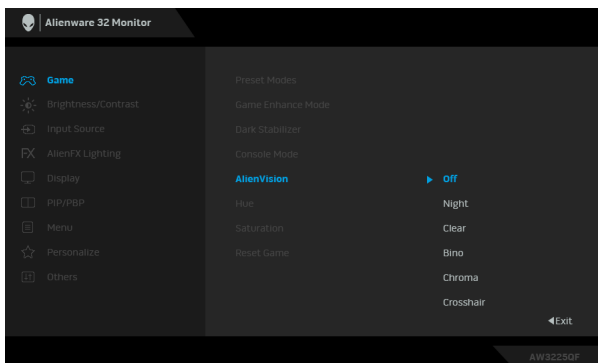 Alienware 32 Monitor
Game
Brightness/Contrast
Input Source
AlienFX Lighting
Display
PIP/PBP
Menu
Personalize
Others
Preset Modes
Game Enhance Mode
Dark Stabilizer
Console Mode
AlienVision
Hue
Saturation
Reset Game
Off
Night
Clear
Bino
Chroma
Crosshair
Exit
AW3225QF